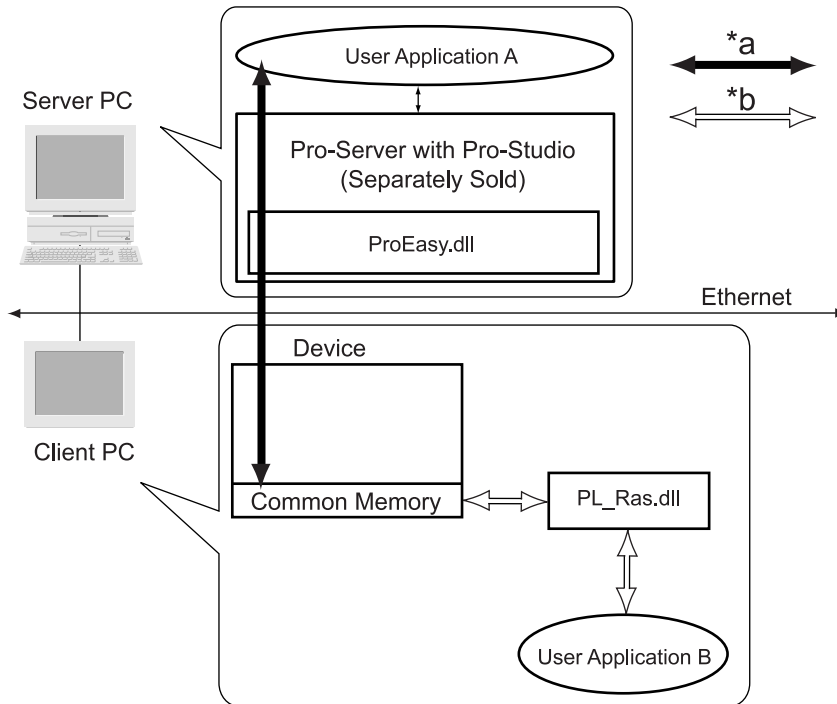 User Application A
*a
Server PC
*b
Pro-Server with Pro-Studio
(Separately Sold)
ProEasy.dll
Ethernet
Device
Client PC
Common Memory
PL_Ras.dll
User Application B